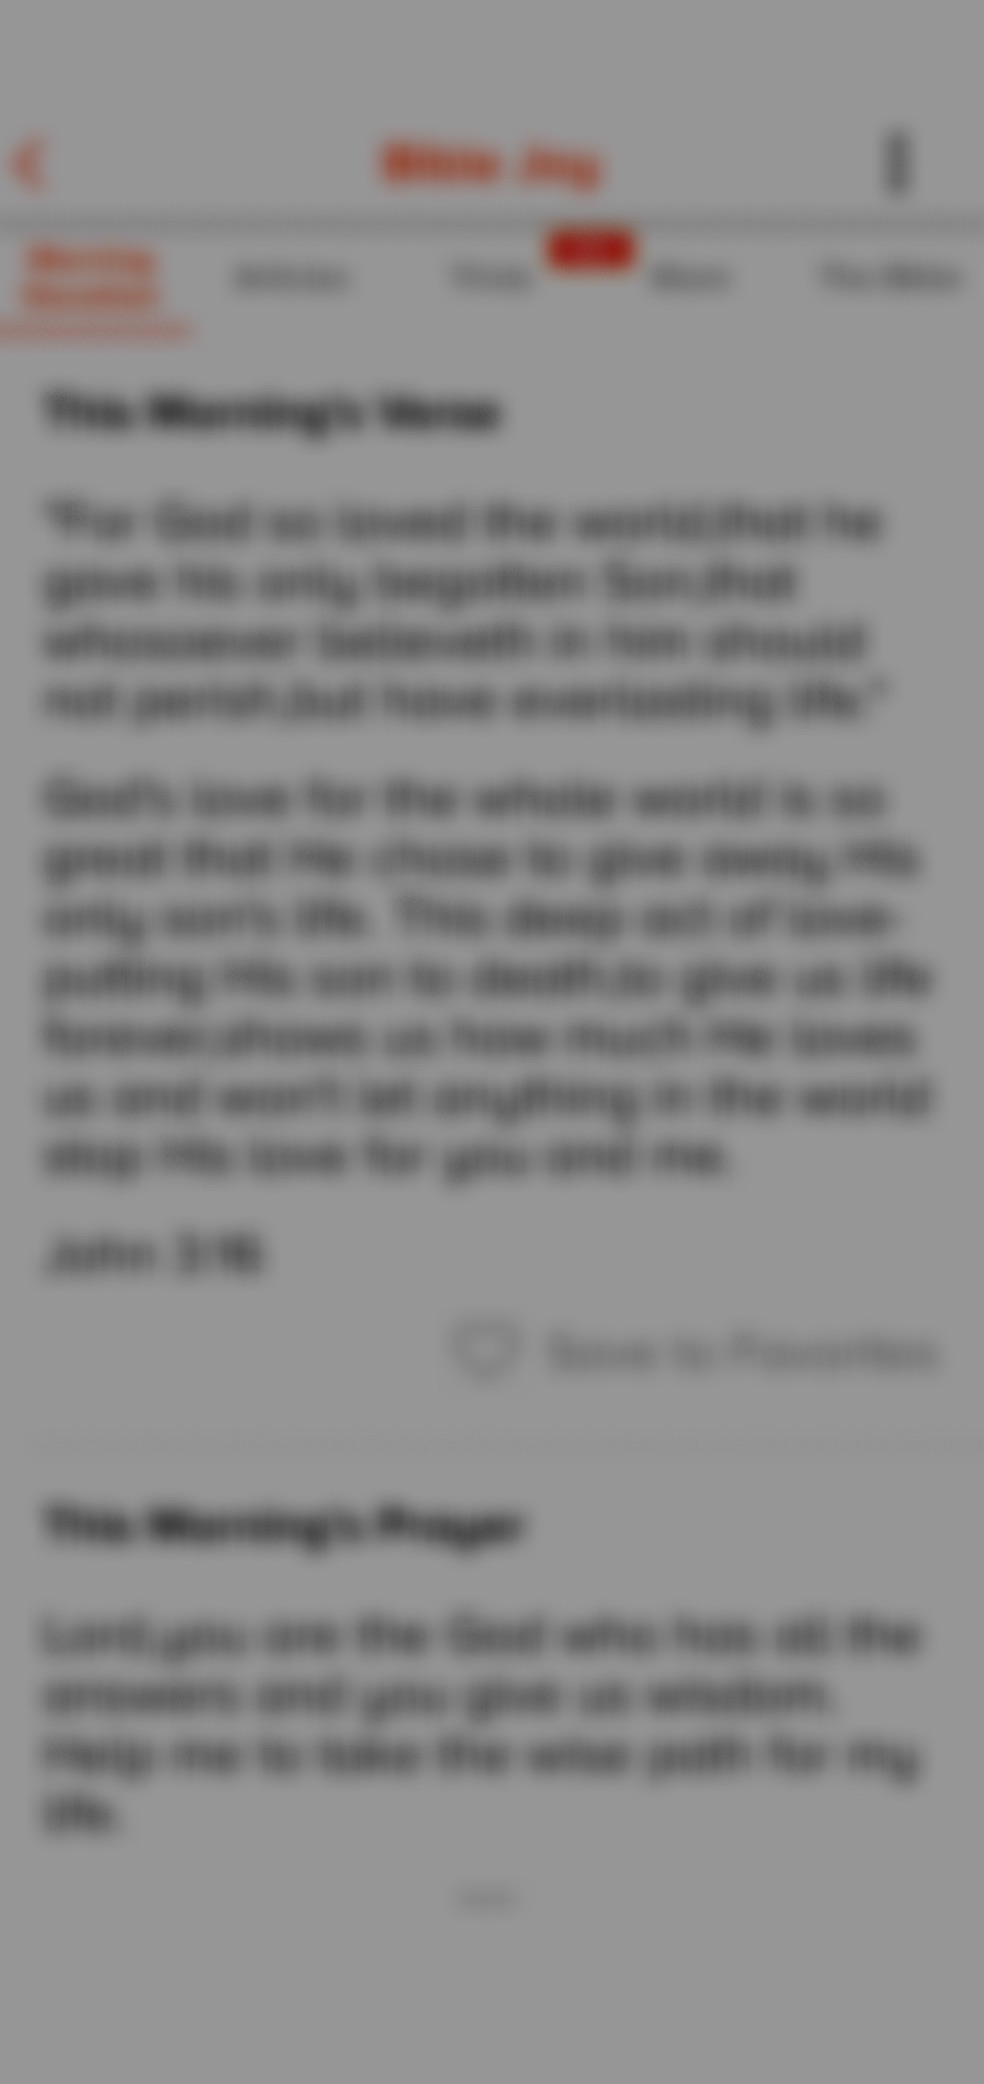 Bible Joy
Morning
Devotion
Articles
Trivia
More
The Bible
This Morning's Verse
"For God so loved the world,that he
gave his only begotten Son,that
whosoever believeth in him should
not perish,but have everlasting life."
God's love for the whole world is so
great that He chose to give away His
only son's life. This deep act of love-
putting His son to death,to give us life
forever,shows us how much He loves
us and won't let anything in the world
stop His love for you and me.
John 3:16
Save to Favorites
This Morning's Prayer
Lord,you are the God who has all the
answers and you give us wisdom.
Help me to take the wise path for my
life.